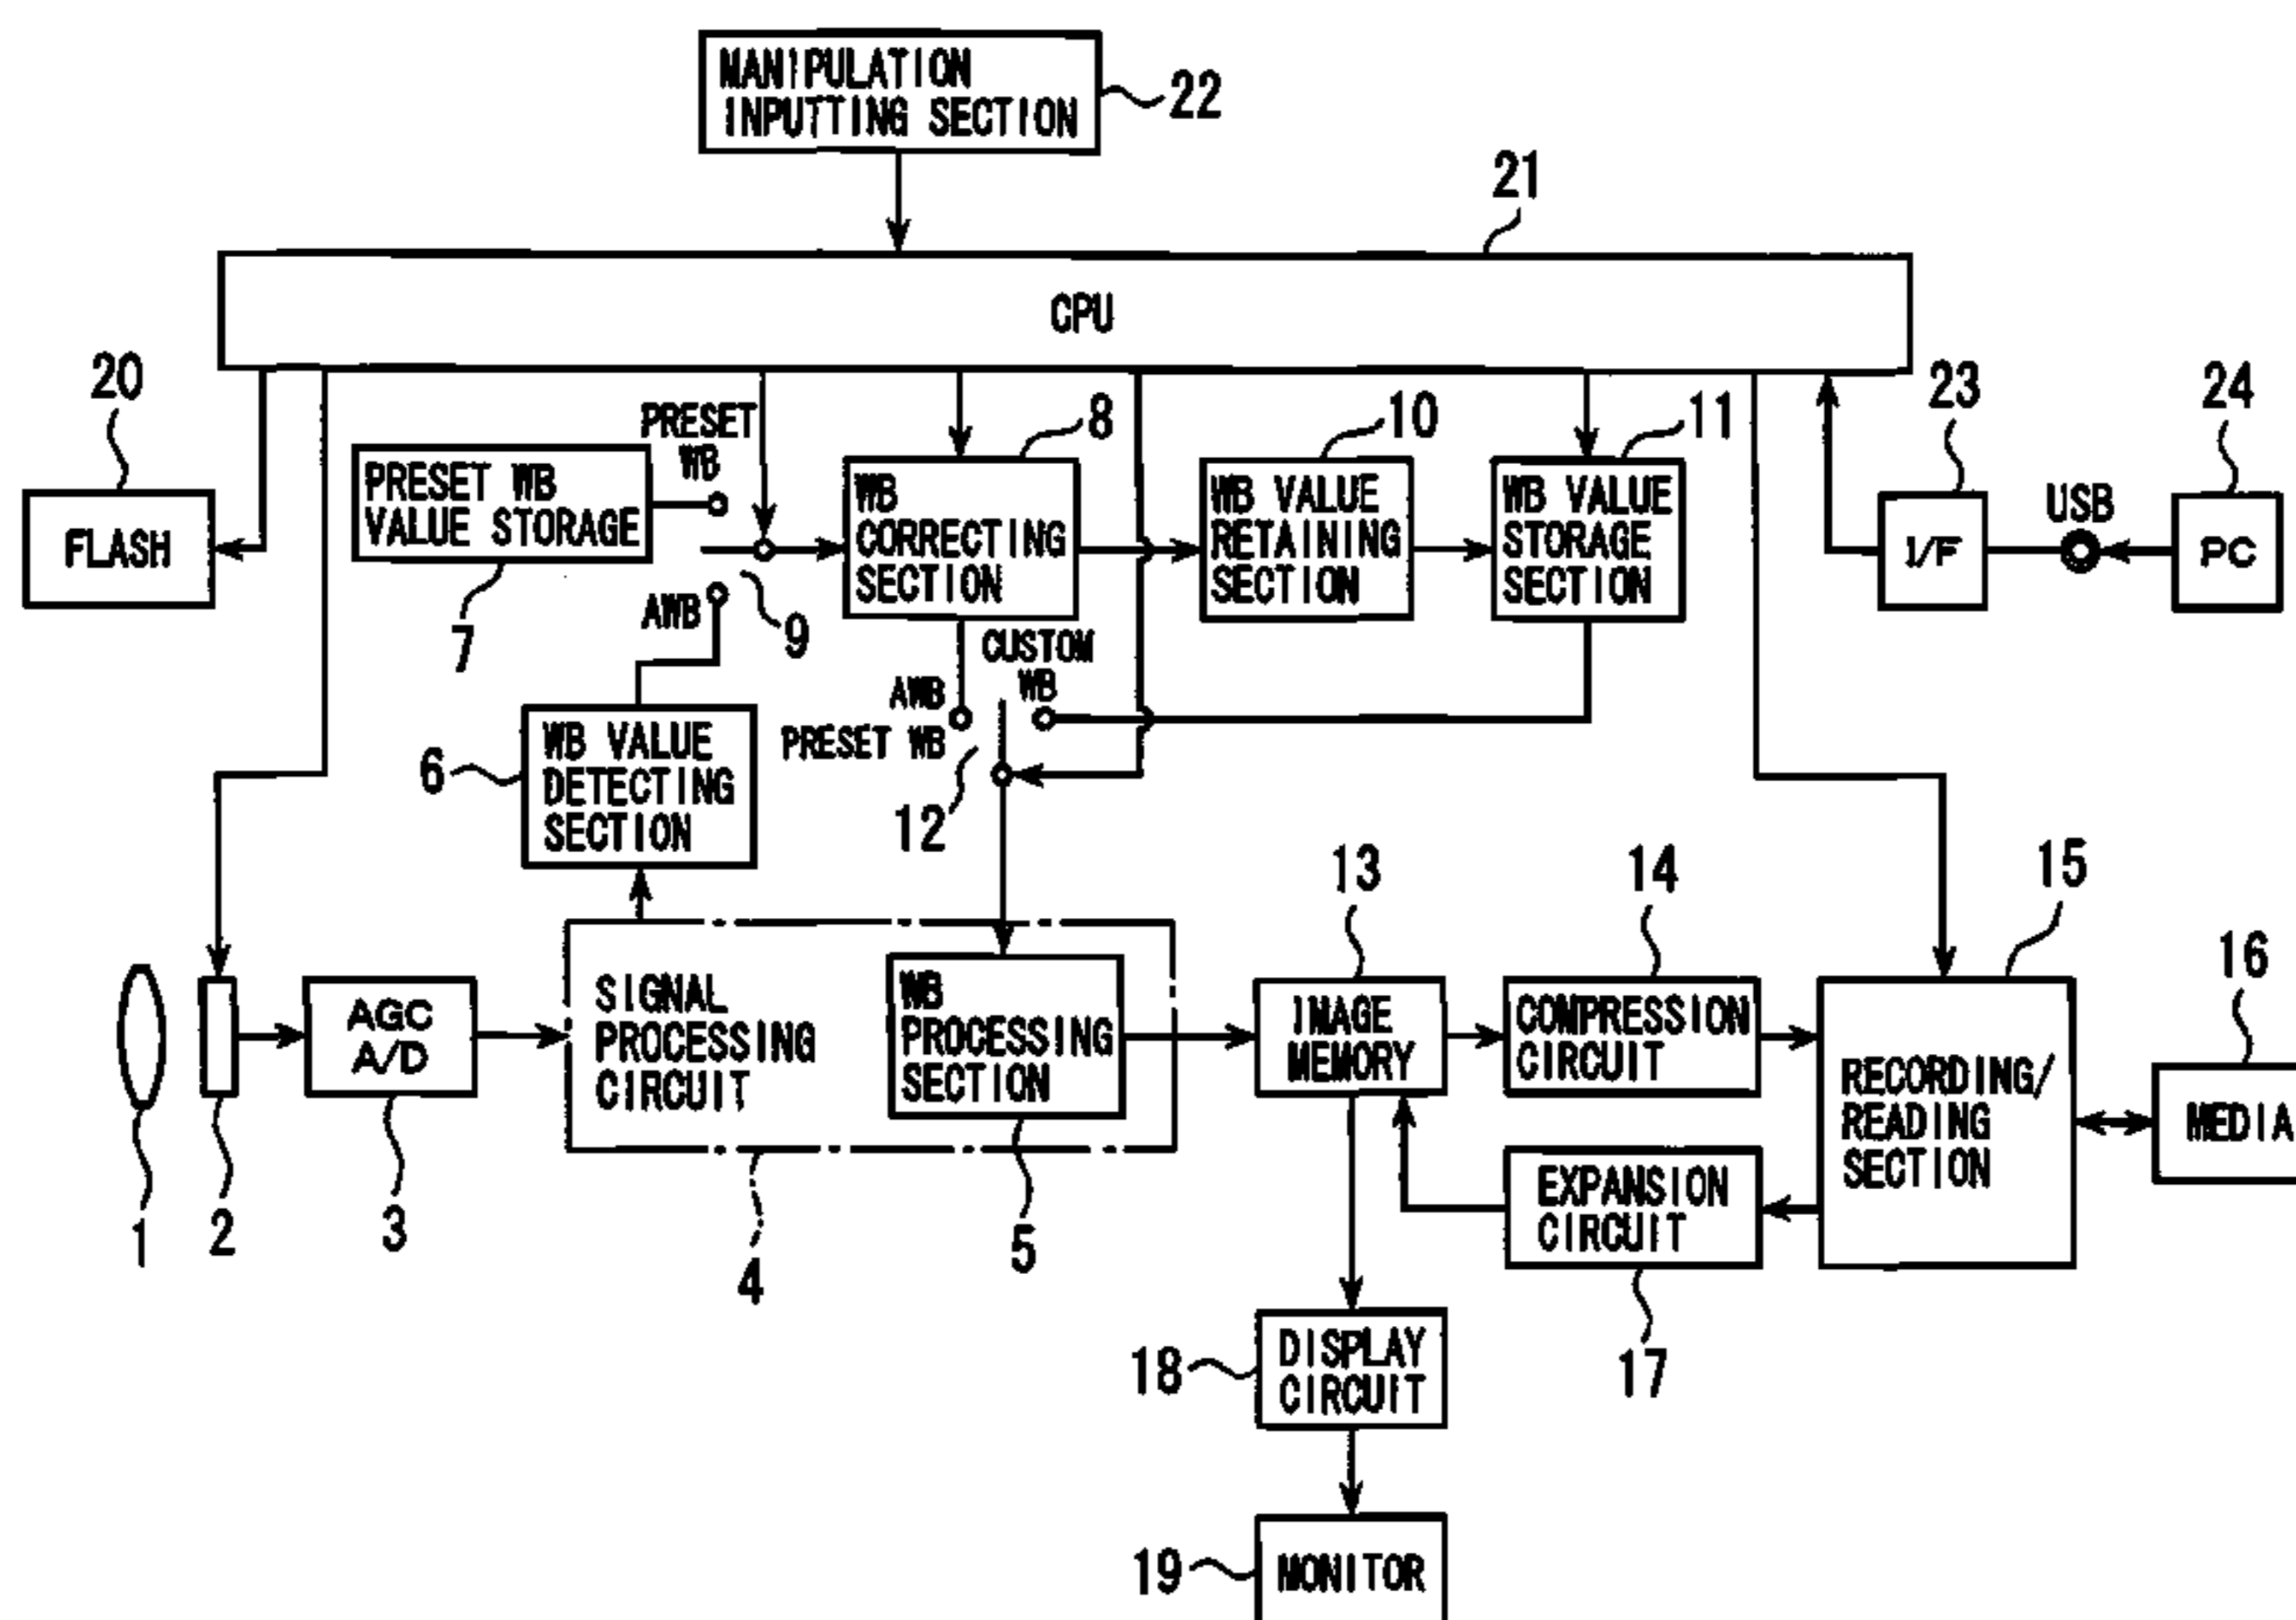 MANIPULATION
INPUTTING SECTION
22
21
CPU
20
FLASH
PRESET WB
VALUE STORAGE
7
PRESET
WB
AWB
9
WB
CORRECTING
SECTION
8
WB VALUE
RETAINING
SECTION
10
WB VALUE
STORAGE
SECTION
11
23
I/F
USB
24
PC
6
WB VALUE
DETECTING
SECTION
AWB
PRESET WB
CUSTOM
WB
12
1
2
AGC
A/D
3
SIGNAL
PROCESSING
CIRCUIT
4
WB
PROCESSING
SECTION
5
13
IMAGE
MEMORY
14
COMPRESSION
CIRCUIT
15
RECORDING/
READING
SECTION
16
MEDIA
EXPANSION
CIRCUIT
17
18
DISPLAY
CIRCUIT
19
MONITOR